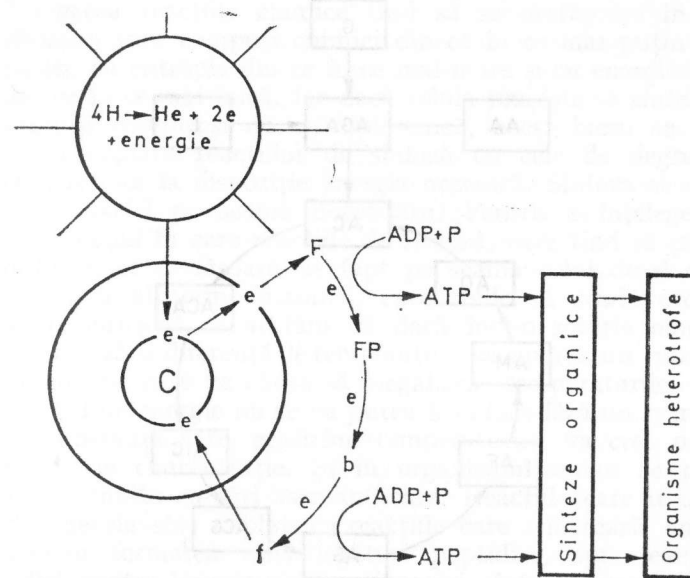 4H → He + 2e
+energie
F
ADP+P
e
e
ATP
e
FP
C
e
e
b
ADP+P
e
f
ATP
Sinteze organice
Organisme heterotrofe